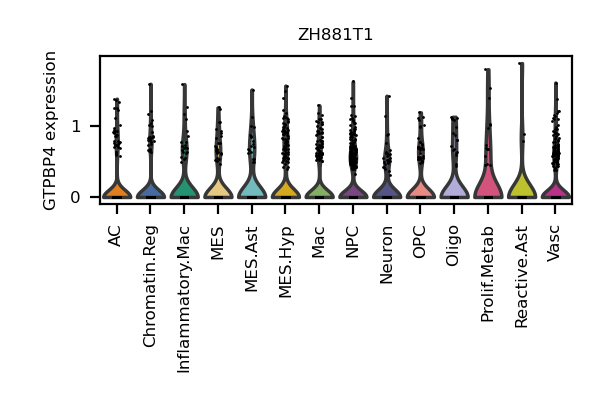 ZH881T1
GTPBP4 expression
1
0
AC
Chromatin.Reg
Inflammatory.Mac
MES
MES.Ast
MES.Hyp
Mac
NPC
Neuron
OPC
Oligo
Prolif.Metab
Reactive.Ast
Vasc